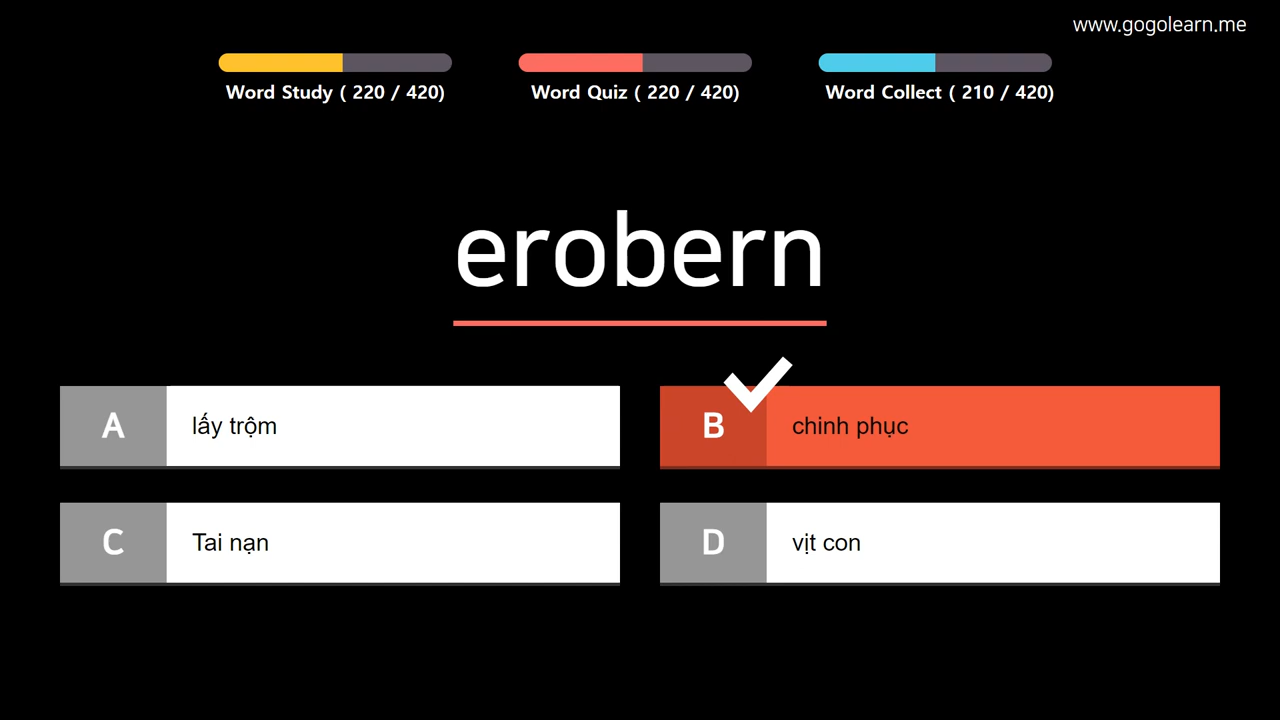 www.gogolearn.me
Word Study ( 220 / 420)
Word Quiz ( 220 / 420)
Word Collect ( 210 / 420)
erobern
A
lấy trộm
B
chinh phục
C
Tai nạn
D
vịt con